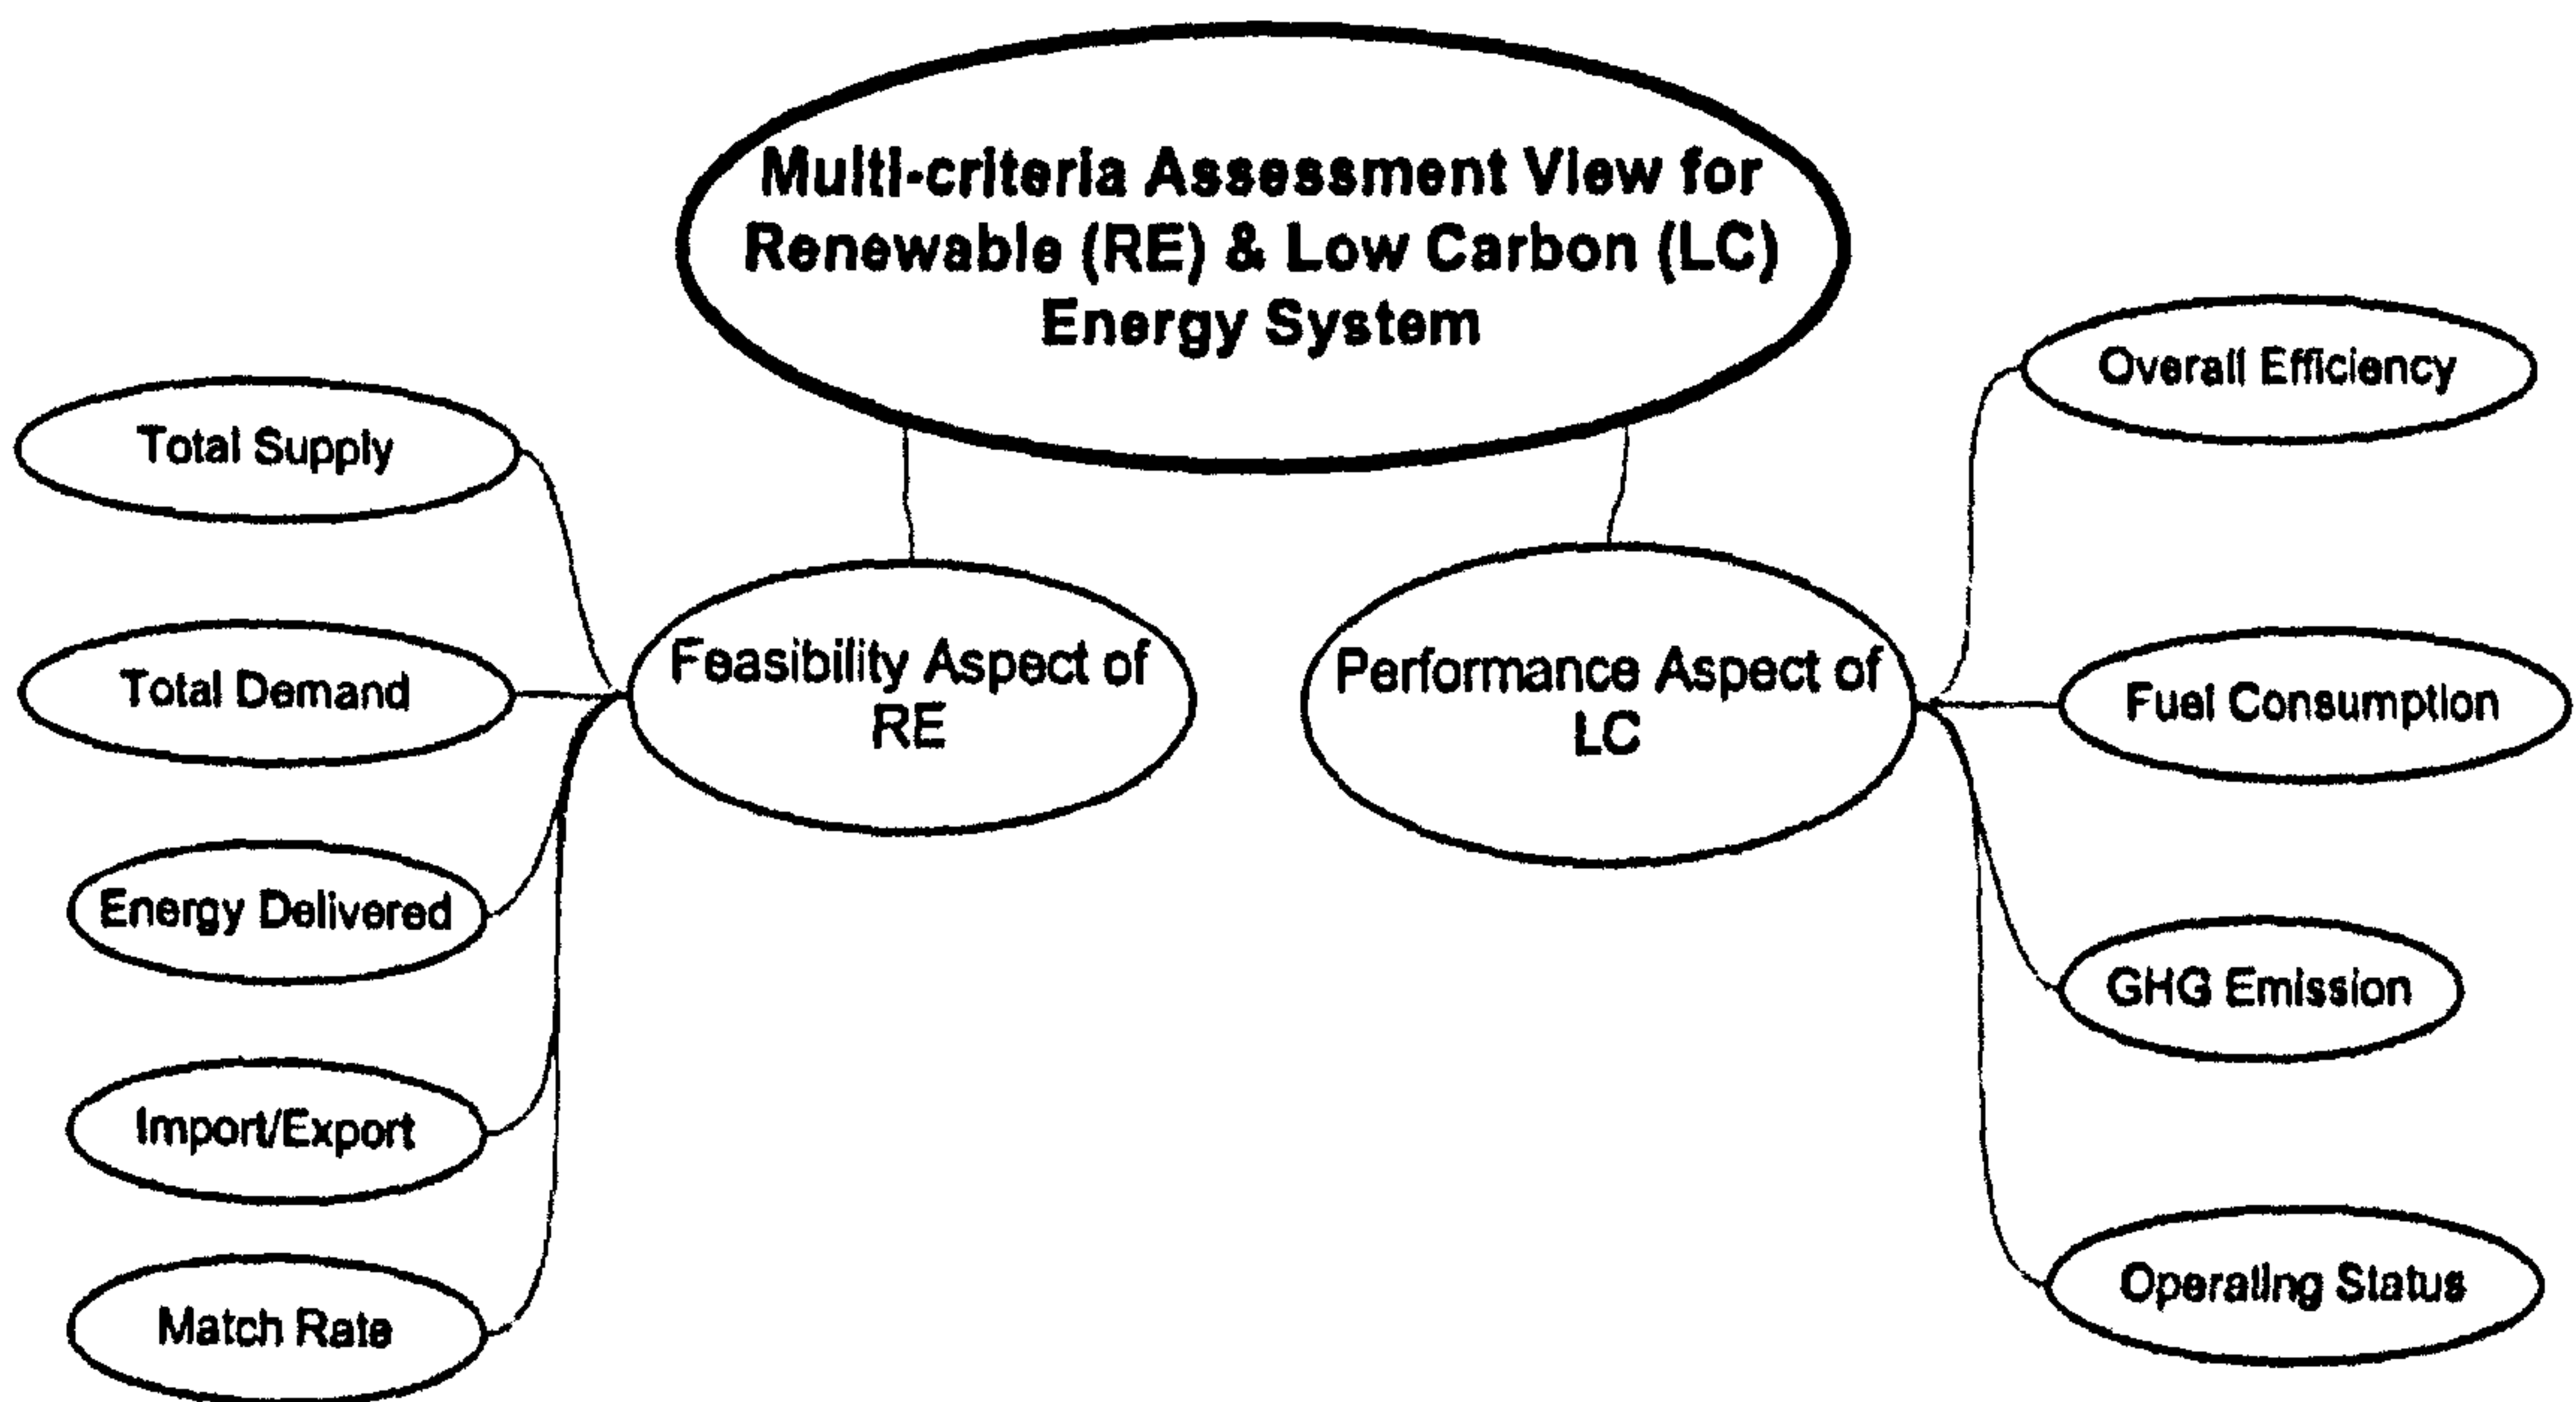 Multi-criteria Assessment View for
Renewable (RE) & Low Carbon (LC)
Energy System
Total Supply
Total Demand
Energy Delivered
Import/Export
Match Rate
Feasibility Aspect of
RE
Performance Aspect of
LC
Overall Efficiency
Fuel Consumption
GHG Emission
Operating Status